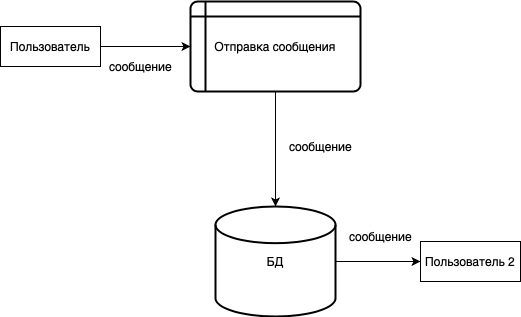 Пользователь
Отправка сообщения
сообщение
сообщение
сообщение
БД
Пользователь 2